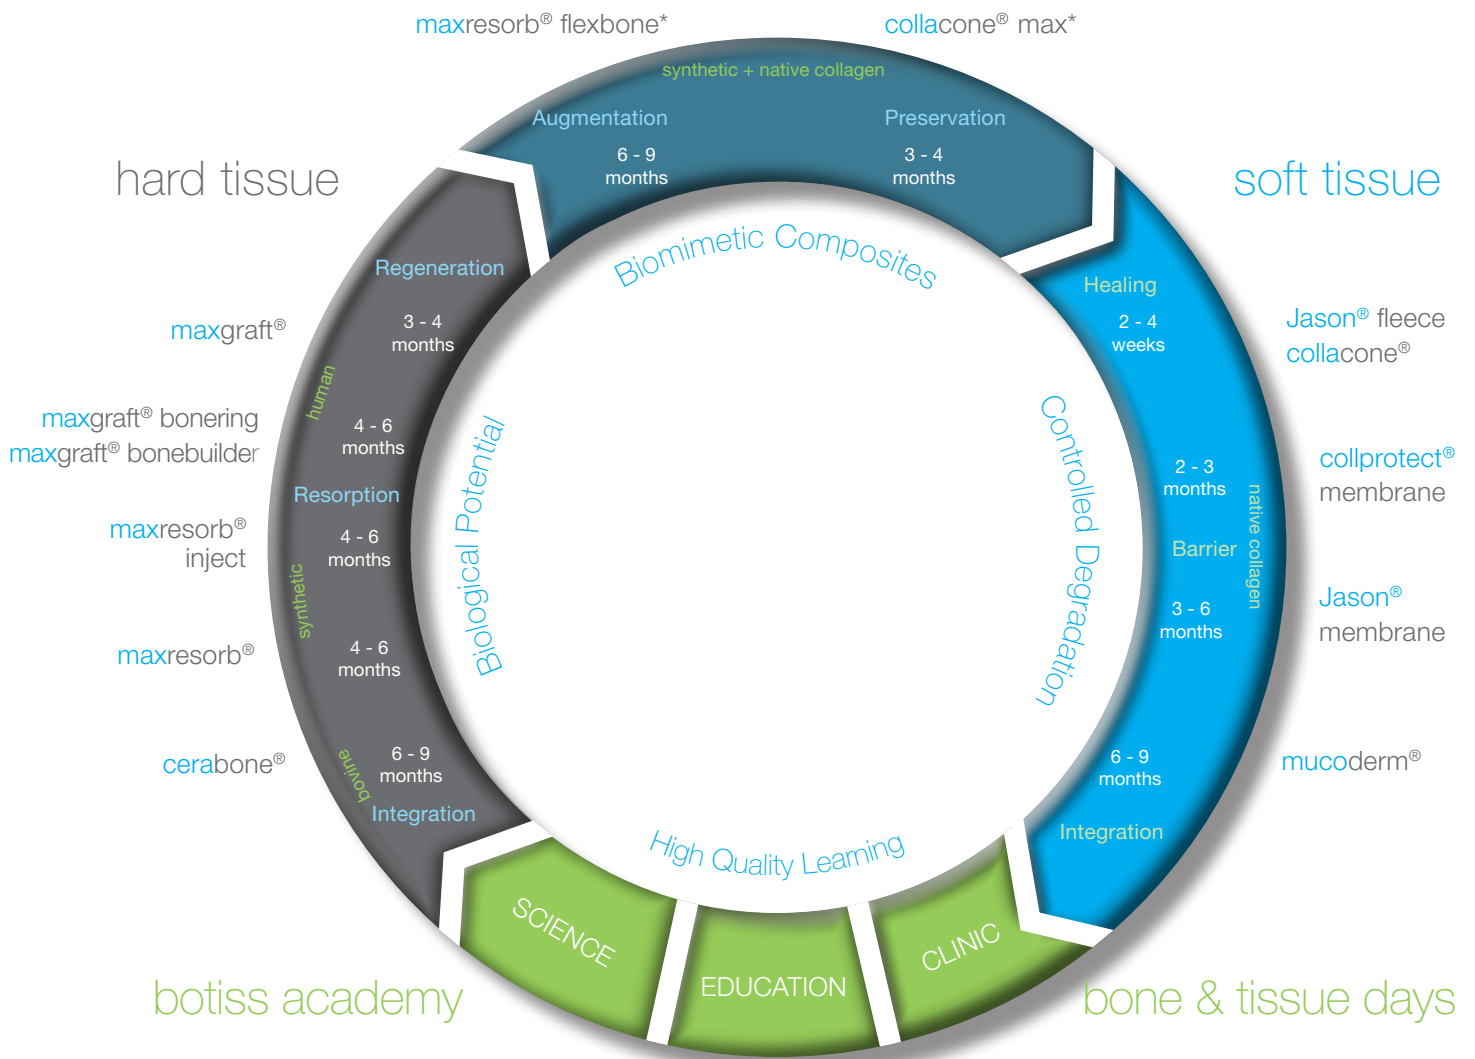 maxresorb® flexbone*
collacone® max*
synthetic + native collagen
Augmentation
6 - 9
months
Preservation
3 - 4
months
hard tissue
soft tissue
Biomimetic Composites
Regeneration
3 - 4
months
maxgraft®
human
maxgraft® bonering
maxgraft® bonebuilder
4 - 6
months
Resorption
maxresorb®
inject
4 - 6
months
synthetic
maxresorb®
4 - 6
months
cerabone®
bovine
6 - 9
months
Integration
Biological Potential
Controlled Degradation
Healing
2 - 4
weeks
Jason® fleece
collacone®
2 - 3
months
collprotect®
membrane
native collagen
Barrier
3 - 6
months
Jason®
membrane
6 - 9
months
mucoderm®
Integration
High Quality Learning
SCIENCE
EDUCATION
CLINIC
botiss academy
bone & tissue days